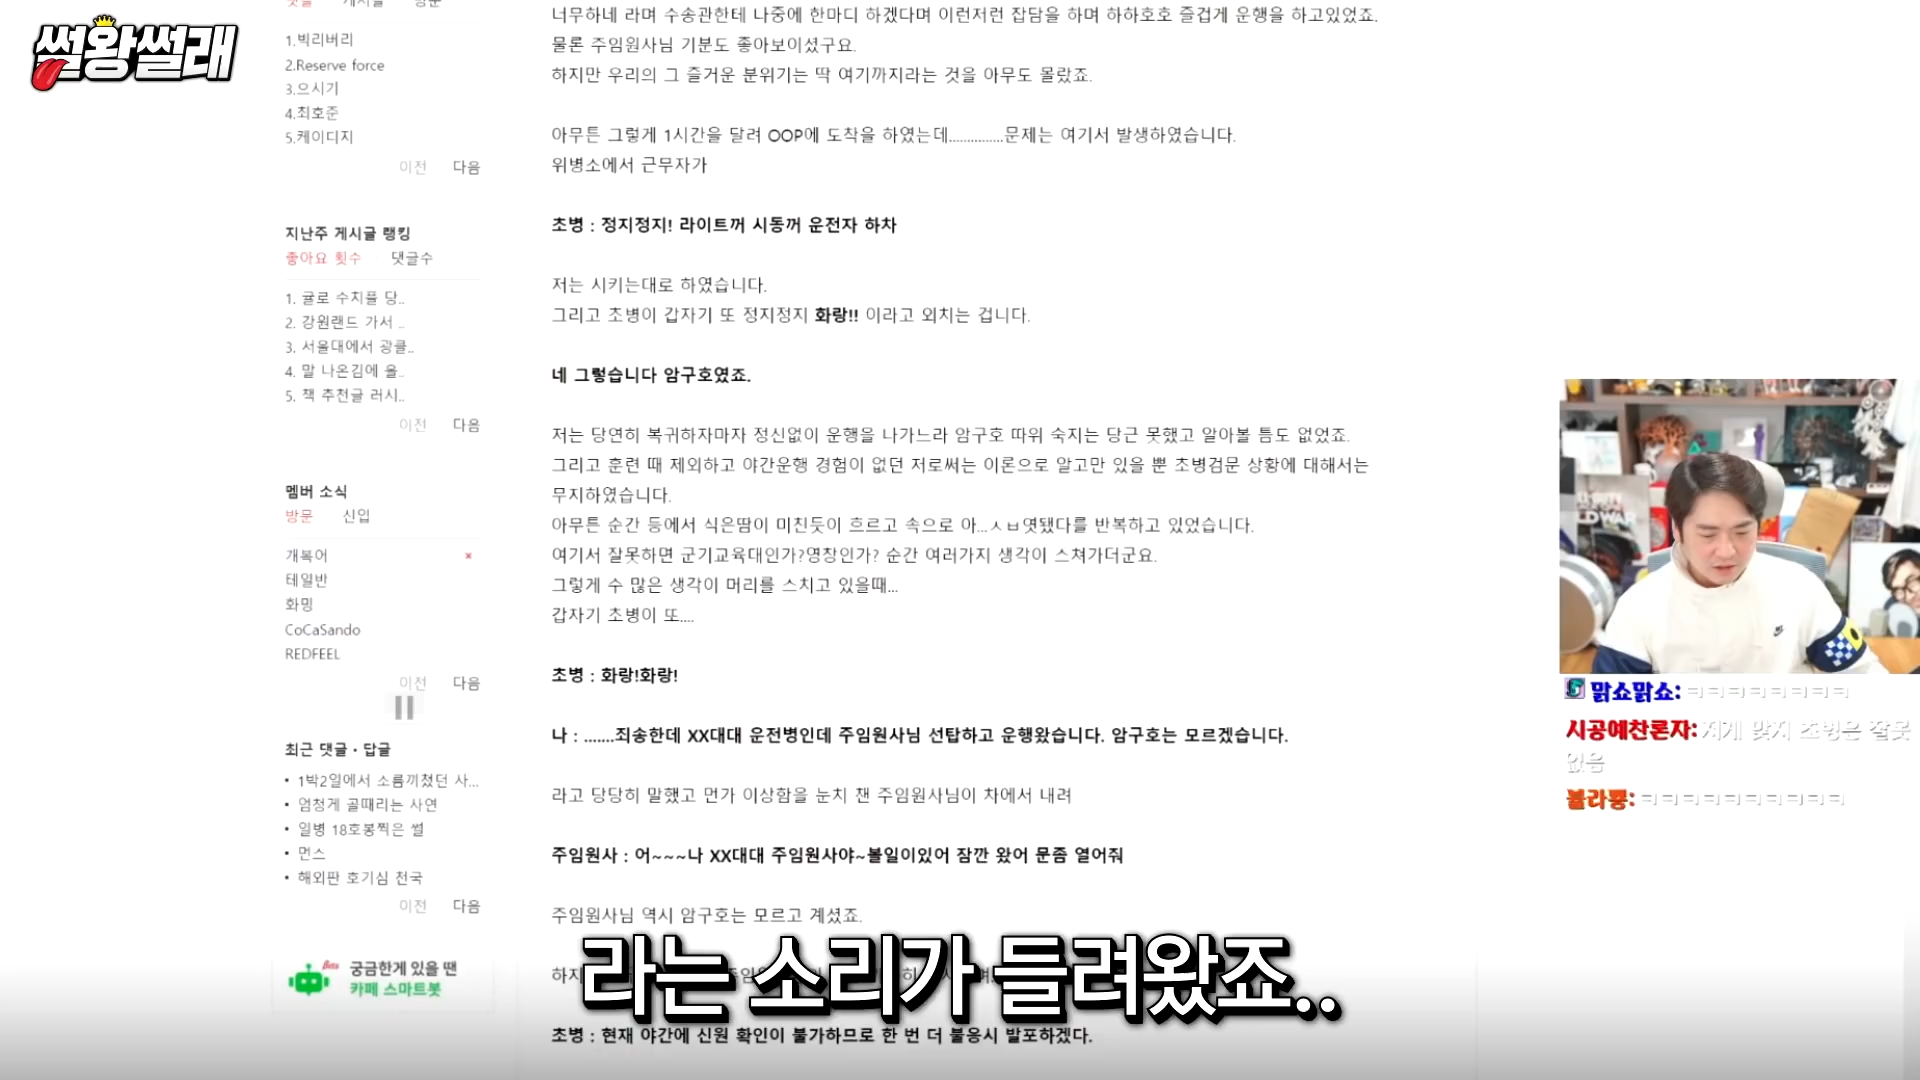 썰왕썰래
댓글 게시글 방문
1.빅리버리
2.Reserve force
3.으시기
4.최호준
5.케이디지
이전 다음
지난주 게시글 랭킹
좋아요 횟수 댓글수
1. 귤로 수치플 당..
2. 강원랜드 가서 ..
3. 서울대에서 광클..
4. 말 나온김에 올..
5. 책 추천글 러시..
이전 다음
멤버 소식
방문 신입
개복어
테일반
화밍
CoCaSando
REDFEEL
이전 다음
최근 댓글 · 답글
• 1박2일에서 소름끼쳤던 사...
• 엄청게 골때리는 사연
• 일병 18호봉찍은 썰
• 먼스
• 해외판 호기심 천국
이전 다음
Beta
궁금한게 있을 땐
카페 스마트봇
너무하네 라며 수송관한테 나중에 한마디 하겠다며 이런저런 잡담을 하며 하하호호 즐겁게 운행을 하고있었죠.
물론 주임원사님 기분도 좋아보이셨구요.
하지만 우리의 그 즐거운 분위기는 딱 여기까지라는 것을 아무도 몰랐죠.
아무튼 그렇게 1시간을 달려 OOP에 도착을 하였는데..............문제는 여기서 발생하였습니다.
위병소에서 근무자가
초병 : 정지정지! 라이트꺼 시동꺼 운전자 하차
저는 시키는대로 하였습니다.
그리고 초병이 갑자기 또 정지정지 화랑!! 이라고 외치는 겁니다.
네 그렇습니다 암구호였죠.
저는 당연히 복귀하자마자 정신없이 운행을 나가느라 암구호 따위 숙지는 당근 못했고 알아볼 틈도 없었죠.
그리고 훈련 때 제외하고 야간운행 경험이 없던 저로써는 이론으로 알고만 있을 뿐 초병검문 상황에 대해서는
무지하였습니다.
아무튼 순간 등에서 식은땀이 미친듯이 흐르고 속으로 아...ㅅㅂ엿됐다를 반복하고 있었습니다.
여기서 잘못하면 군기교육대인가?영창인가? 순간 여러가지 생각이 스쳐가더군요.
그렇게 수 많은 생각이 머리를 스치고 있을때...
갑자기 초병이 또....
초병 : 화랑!화랑!
나 : .......죄송한데 XX대대 운전병인데 주임원사님 선탑하고 운행왔습니다. 암구호는 모르겠습니다.
라고 당당히 말했고 먼가 이상함을 눈치 챈 주임원사님이 차에서 내려
주임원사 : 어~~~나 XX대대 주임원사야~볼일이있어 잠깐 왔어 문좀 열어줘
주임원사님 역시 암구호는 모르고 계셨죠.
하지
라는 소리가 들려왔죠..
초병 : 현재 야간에 신원 확인이 불가하므로 한 번 더 불응시 발포하겠다.
맑쇼맑쇼: ㅋㅋㅋㅋㅋㅋㅋㅋ
시공예찬론자: 저게 맞지 초병은 잘못
없음
볼라뿡: ㅋㅋㅋㅋㅋㅋㅋㅋㅋㅋ